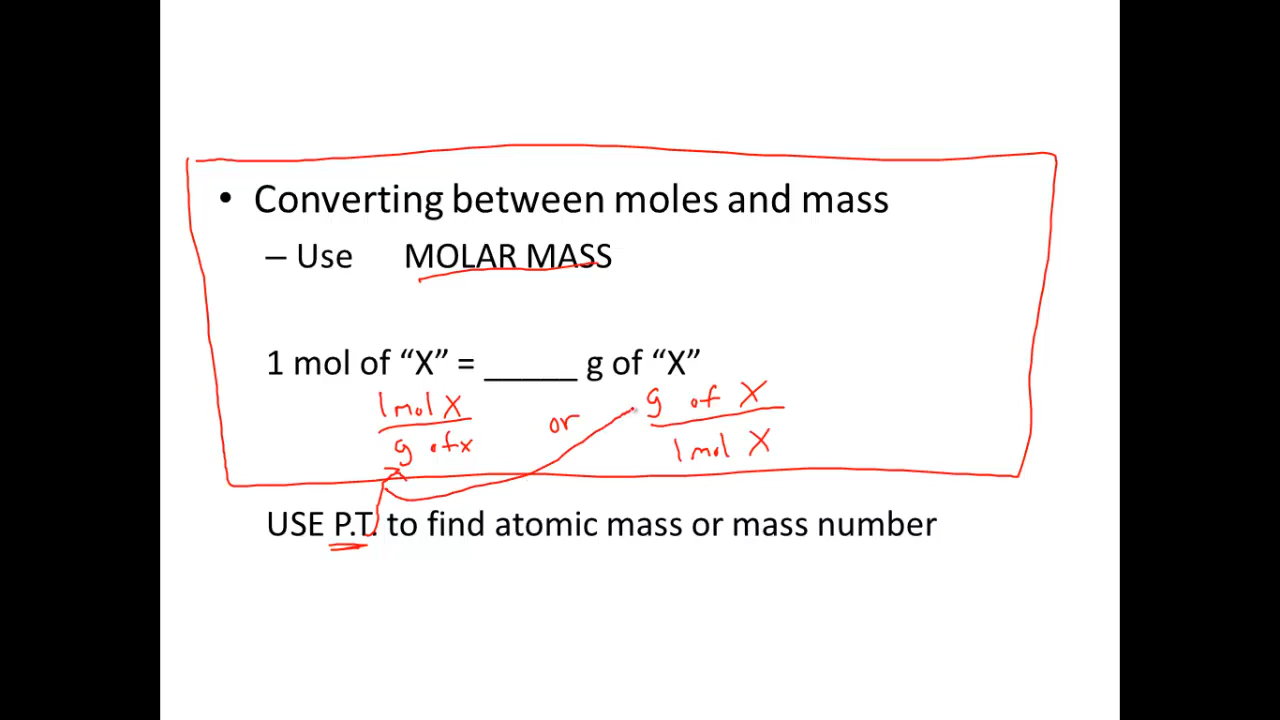 • Converting between moles and mass
– Use MOLAR MASS
1 mol of “X” = _____ g of “X”
1 mol X or g of X
g of x 1 mol X
USE P.T. to find atomic mass or mass number